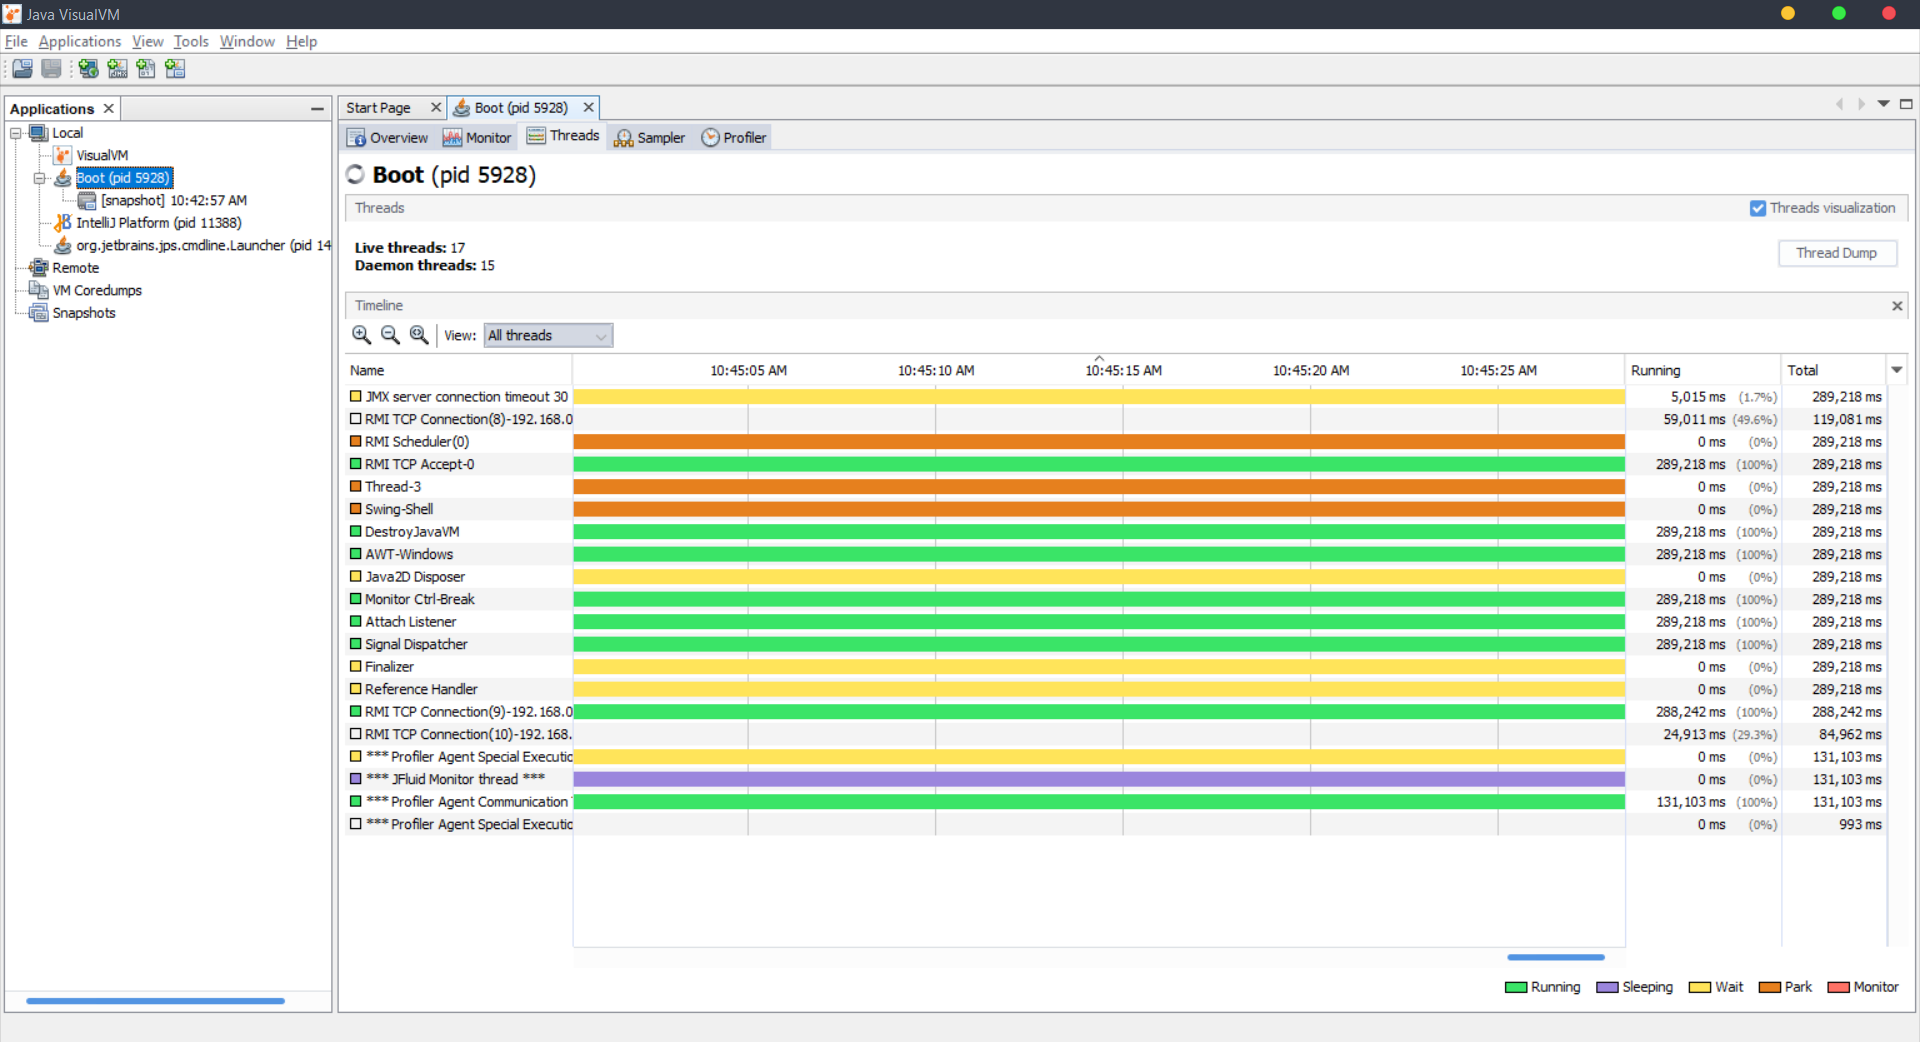 Java VisualVM
File Applications View Tools Window Help
Applications
Local
VisualVM
Boot (pid 5928)
[snapshot] 10:42:57 AM
IntelliJ Platform (pid 11388)
org.jetbrains.jps.cmdline.Launcher (pid 14
Remote
VM Coredumps
Snapshots
Start Page Boot (pid 5928)
Overview Monitor Threads Sampler Profiler
Boot (pid 5928)
Threads Threads visualization
Live threads: 17
Daemon threads: 15
Thread Dump
Timeline
View: All threads
Name 10:45:05 AM 10:45:10 AM 10:45:15 AM 10:45:20 AM 10:45:25 AM Running Total
JMX server connection timeout 30 5,015 ms (1.7%) 289,218 ms
RMI TCP Connection(8)-192.168.0 59,011 ms (49.6%) 119,081 ms
RMI Scheduler(0) 0 ms (0%) 289,218 ms
RMI TCP Accept-0 289,218 ms (100%) 289,218 ms
Thread-3 0 ms (0%) 289,218 ms
Swing-Shell 0 ms (0%) 289,218 ms
DestroyJavaVM 289,218 ms (100%) 289,218 ms
AWT-Windows 289,218 ms (100%) 289,218 ms
Java2D Disposer 0 ms (0%) 289,218 ms
Monitor Ctrl-Break 289,218 ms (100%) 289,218 ms
Attach Listener 289,218 ms (100%) 289,218 ms
Signal Dispatcher 289,218 ms (100%) 289,218 ms
Finalizer 0 ms (0%) 289,218 ms
Reference Handler 0 ms (0%) 289,218 ms
RMI TCP Connection(9)-192.168.0 288,242 ms (100%) 288,242 ms
RMI TCP Connection(10)-192.168. 24,913 ms (29.3%) 84,962 ms
*** Profiler Agent Special Executio 0 ms (0%) 131,103 ms
*** JFluid Monitor thread *** 0 ms (0%) 131,103 ms
*** Profiler Agent Communication 131,103 ms (100%) 131,103 ms
*** Profiler Agent Special Executio 0 ms (0%) 993 ms
Running Sleeping Wait Park Monitor